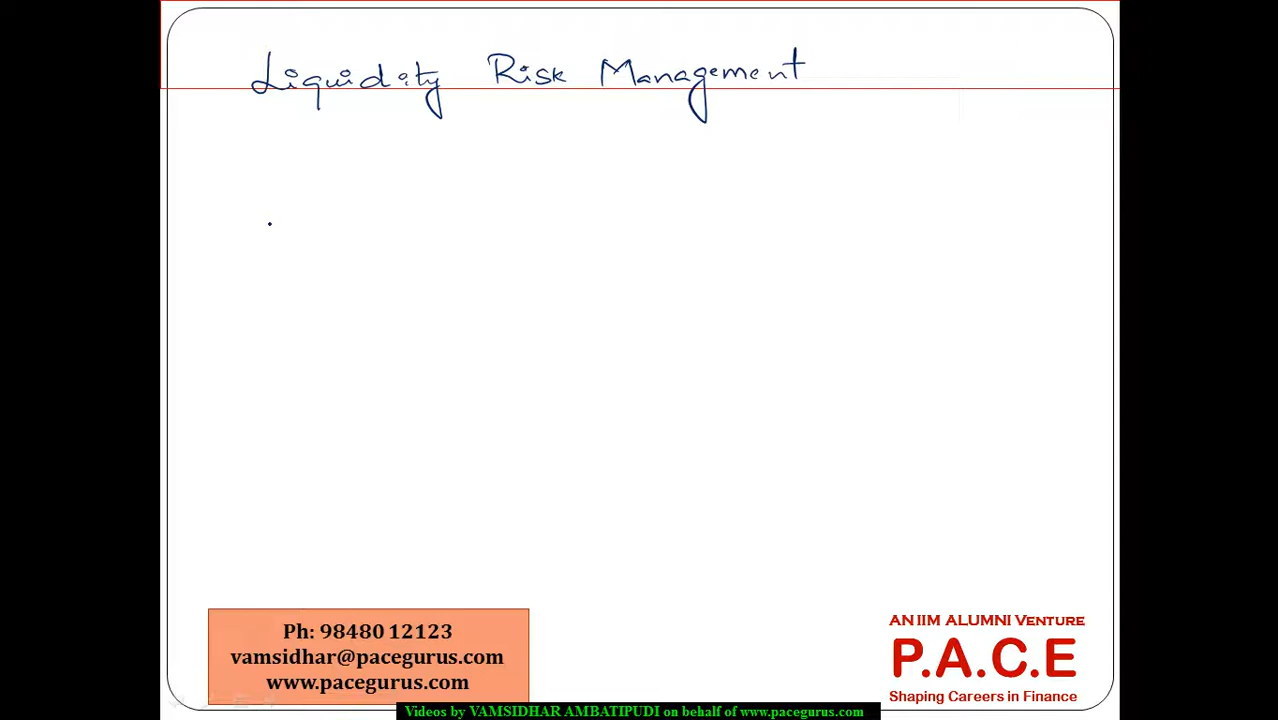 Liquidity Risk Management
Ph: 98480 12123
vamsidhar@pacegurus.com
www.pacegurus.com
AN IIM ALUMNI VENTURE
P.A.C.E
Shaping Careers in Finance
Videos by VAMSIDHAR AMBATIPUDI on behalf of www.pacegurus.com